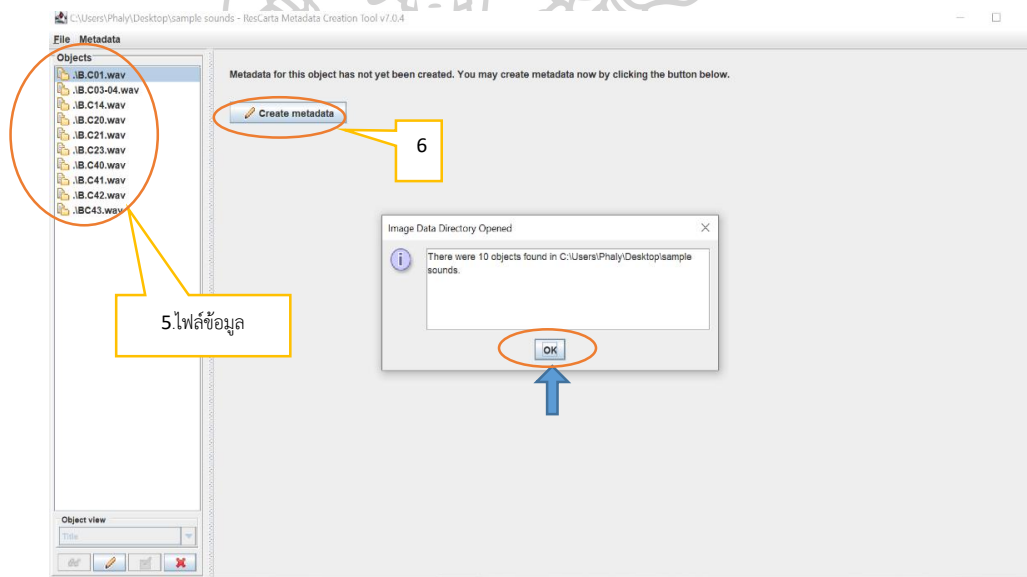 C:\Users\Phaly\Desktop\sample sounds - ResCarta Metadata Creation Tool v7.0.4
File Metadata
Objects
.\B.C01.wav
.\B.C03-04.wav
.\B.C14.wav
.\B.C20.wav
.\B.C21.wav
.\B.C23.wav
.\B.C40.wav
.\B.C41.wav
.\B.C42.wav
.\BC43.wav
Metadata for this object has not yet been created. You may create metadata now by clicking the button below.
Create metadata
6
Image Data Directory Opened
There were 10 objects found in C:\Users\Phaly\Desktop\sample
sounds.
OK
5.ไฟล์ข้อมูล
Object view
Title